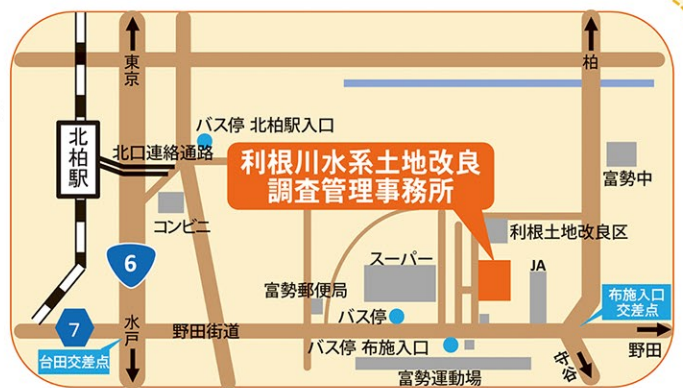 東京
柏
バス停 北柏駅入口
北柏駅
北口連絡通路
利根川水系土地改良
調査管理事務所
富勢中
コンビニ
利根土地改良区
スーパー
JA
6
富勢郵便局
布施入口
交差点
7
水戸
野田街道
バス停
台田交差点
バス停 布施入口
野田
守谷
富勢運動場